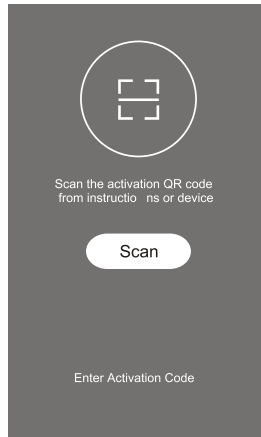 Scan the activation QR code
from instructio ns or device
Scan
Enter Activation Code